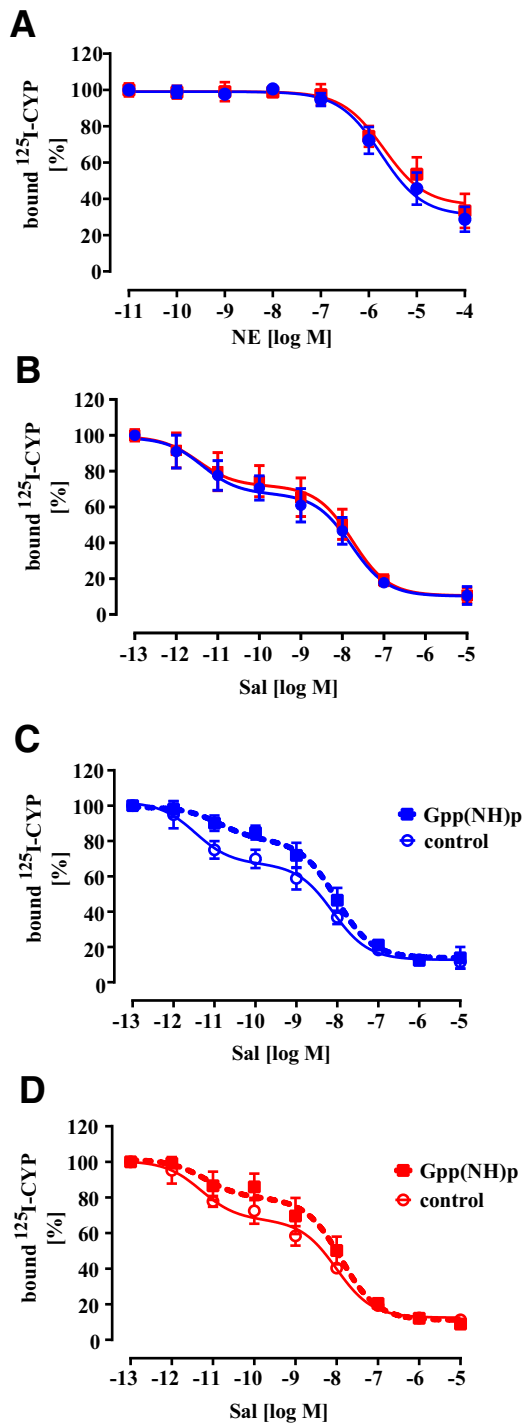 A
120
100
80
60
40
20
0
bound ¹²⁵I-CYP
[%]
-11 -10 -9 -8 -7 -6 -5 -4
NE [log M]
B
120
100
80
60
40
20
0
bound ¹²⁵I-CYP
[%]
-13 -12 -11 -10 -9 -8 -7 -6 -5
Sal [log M]
C
120
100
80
60
40
20
0
bound ¹²⁵I-CYP
[%]
Gpp(NH)p
control
-13 -12 -11 -10 -9 -8 -7 -6 -5
Sal [log M]
D
120
100
80
60
40
20
0
bound ¹²⁵I-CYP
[%]
Gpp(NH)p
control
-13 -12 -11 -10 -9 -8 -7 -6 -5
Sal [log M]